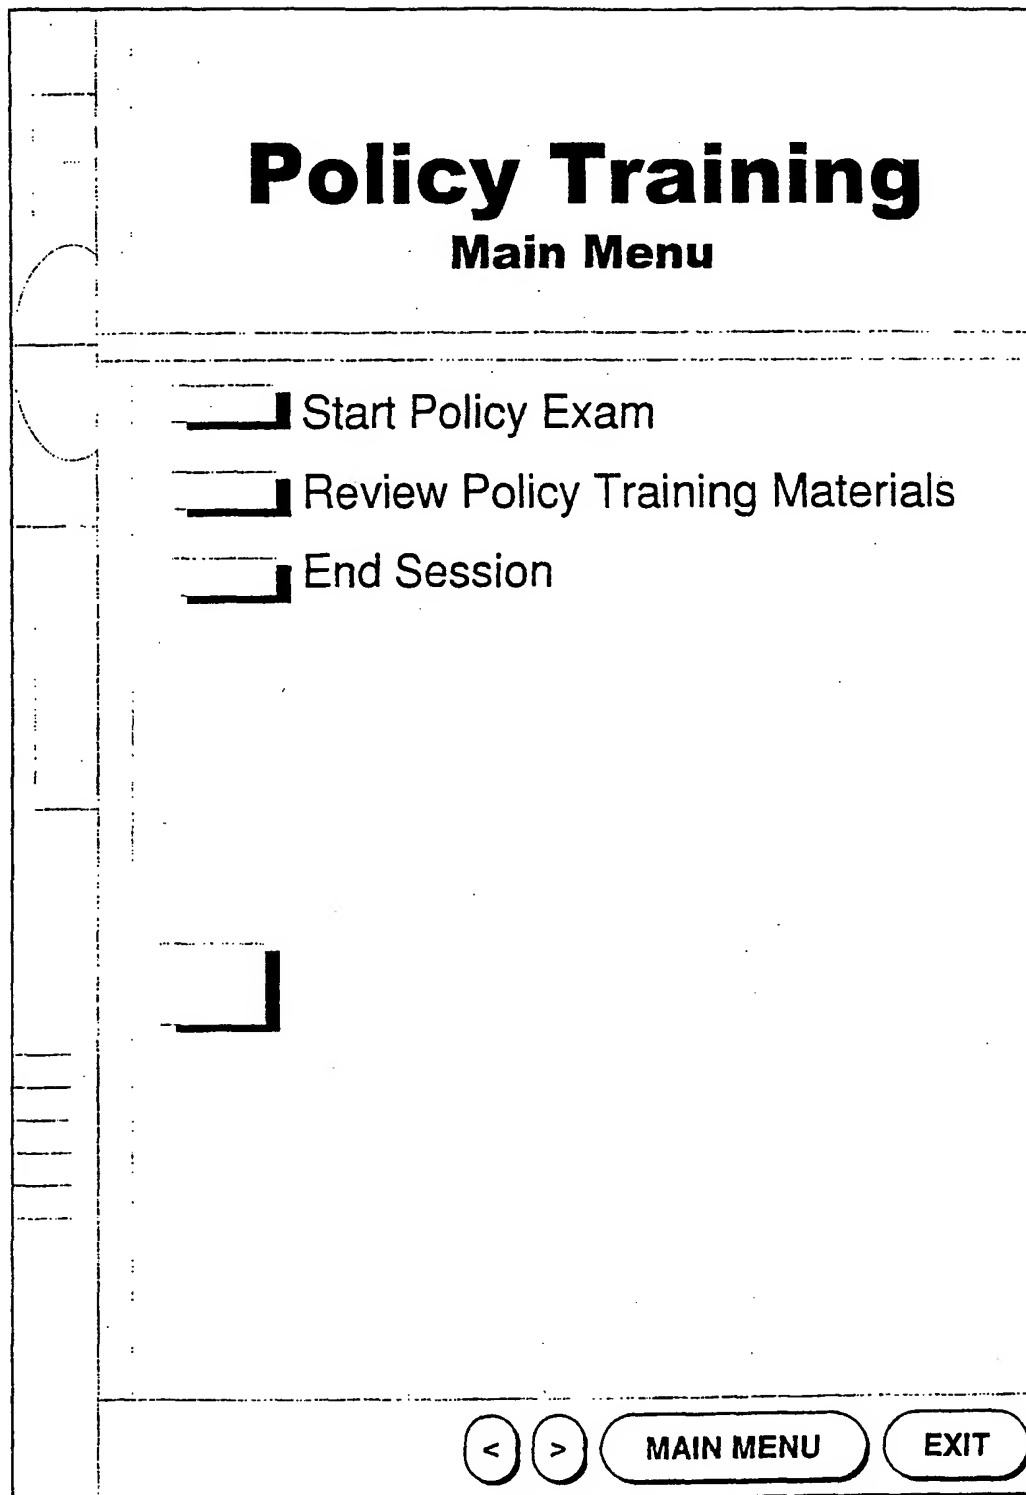 Policy Training
Main Menu
Start Policy Exam
Review Policy Training Materials
End Session
< > MAIN MENU EXIT